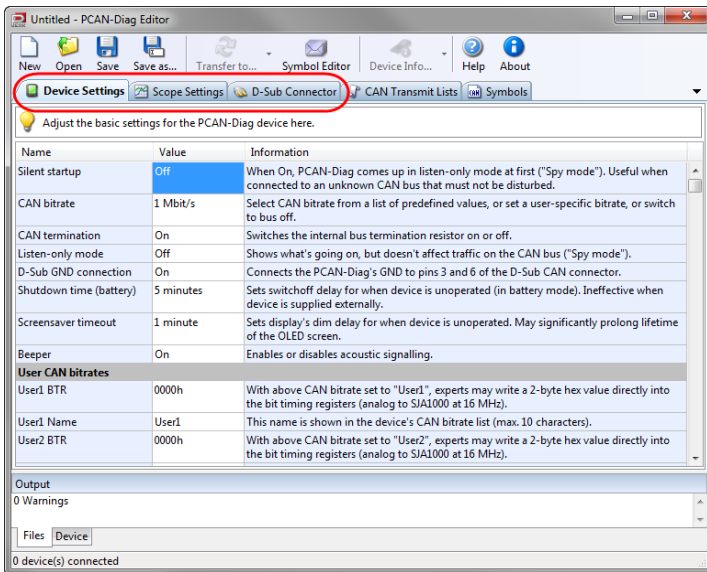 Untitled - PCAN-Diag Editor
New Open Save Save as... Transfer to... Symbol Editor Device Info... Help About
Device Settings Scope Settings D-Sub Connector CAN Transmit Lists Symbols
Adjust the basic settings for the PCAN-Diag device here.
Name Value Information
Silent startup Off When On, PCAN-Diag comes up in listen-only mode at first ("Spy mode"). Useful when
connected to an unknown CAN bus that must not be disturbed.
CAN bitrate 1 Mbit/s Select CAN bitrate from a list of predefined values, or set a user-specific bitrate, or switch
to bus off.
CAN termination On Switches the internal bus termination resistor on or off.
Listen-only mode Off Shows what's going on, but doesn't affect traffic on the CAN bus ("Spy mode").
D-Sub GND connection On Connects the PCAN-Diag's GND to pins 3 and 6 of the D-Sub CAN connector.
Shutdown time (battery) 5 minutes Sets switchoff delay for when device is unoperated (in battery mode). Ineffective when
device is supplied externally.
Screensaver timeout 1 minute Sets display's dim delay for when device is unoperated. May significantly prolong lifetime
of the OLED screen.
Beeper On Enables or disables acoustic signalling.
User CAN bitrates
User1 BTR 0000h With above CAN bitrate set to "User1", experts may write a 2-byte hex value directly into
the bit timing registers (analog to SJA1000 at 16 MHz).
User1 Name User1 This name is shown in the device's CAN bitrate list (max. 10 characters).
User2 BTR 0000h With above CAN bitrate set to "User2", experts may write a 2-byte hex value directly into
the bit timing registers (analog to SJA1000 at 16 MHz).
Output
0 Warnings
Files Device
0 device(s) connected